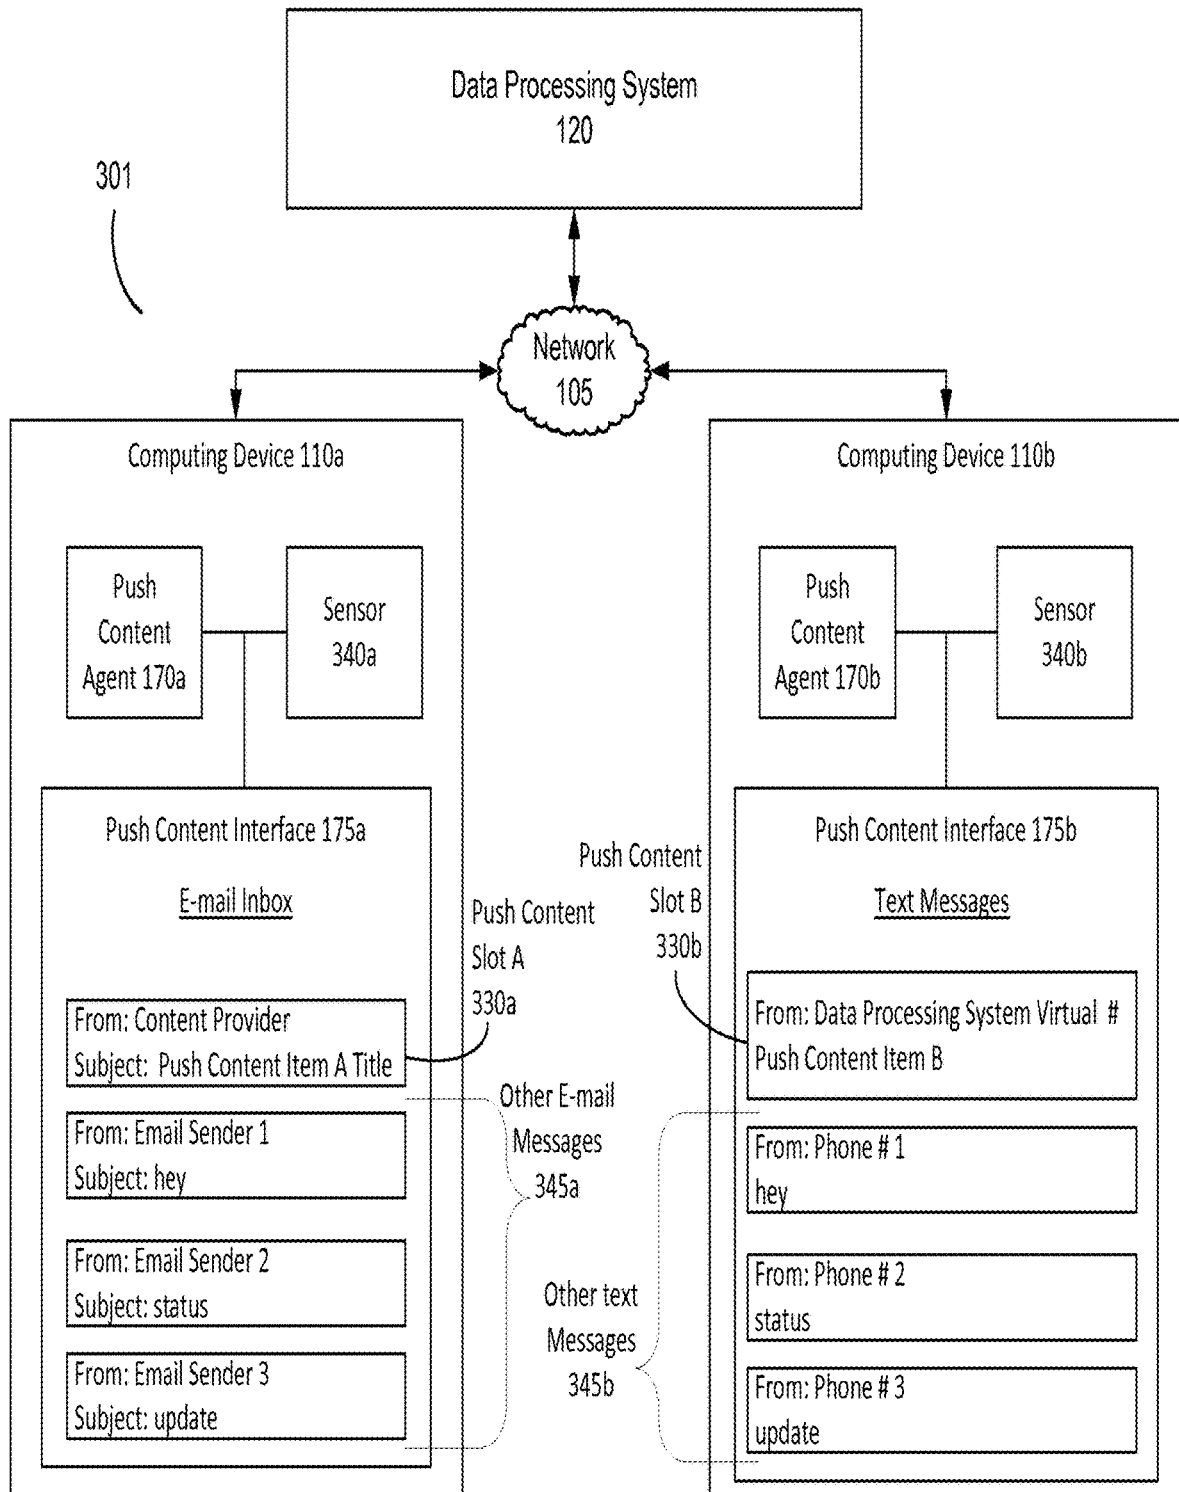 Data Processing System
120
301
Network
105
Computing Device 110a
Push
Content
Agent 170a
Sensor
340a
Push Content Interface 175a
E-mail Inbox
Push Content
Slot A
330a
From: Content Provider
Subject: Push Content Item A Title
Other E-mail
Messages
345a
From: Email Sender 1
Subject: hey
From: Email Sender 2
Subject: status
From: Email Sender 3
Subject: update
Computing Device 110b
Push
Content
Agent 170b
Sensor
340b
Push Content Interface 175b
Text Messages
Push Content
Slot B
330b
From: Data Processing System Virtual #
Push Content Item B
Other text
Messages
345b
From: Phone # 1
hey
From: Phone # 2
status
From: Phone # 3
update